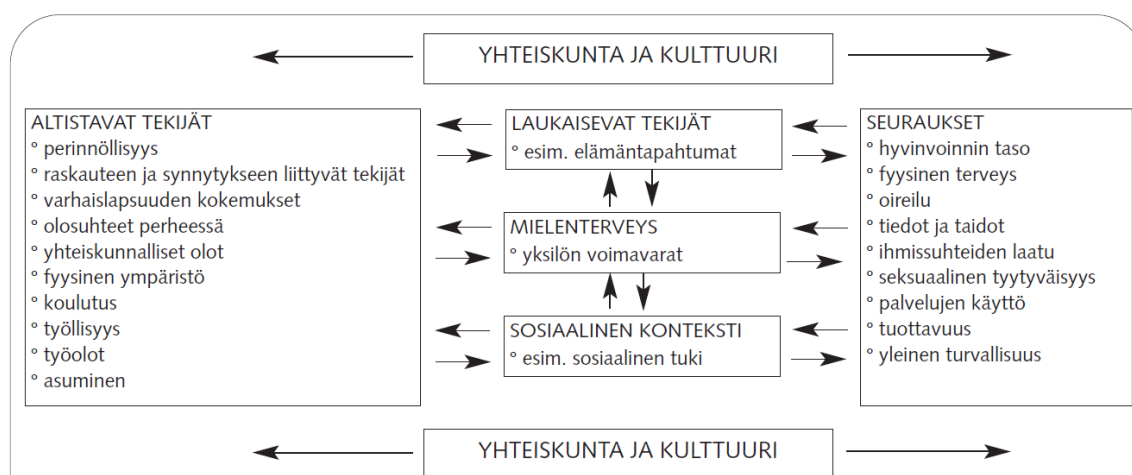 YHTEISKUNTA JA KULTTUURI
ALTISTAVAT TEKIJÄT
° perinnöllisyys
° raskauteen ja synnytykseen liittyvät tekijät
° varhaislapsuuden kokemukset
° olosuhteet perheessä
° yhteiskunnalliset olot
° fyysinen ympäristö
° koulutus
° työllisyys
° työolot
° asuminen
LAUKAISEVAT TEKIJÄT
° esim. elämäntapahtumat
MIELENTERVEYS
° yksilön voimavarat
SOSIAALINEN KONTEKSTI
° esim. sosiaalinen tuki
SEURAUKSET
° hyvinvoinnin taso
° fyysinen terveys
° oireilu
° tiedot ja taidot
° ihmissuhteiden laatu
° seksuaalinen tyytyväisyys
° palvelujen käyttö
° tuottavuus
° yleinen turvallisuus
YHTEISKUNTA JA KULTTUURI